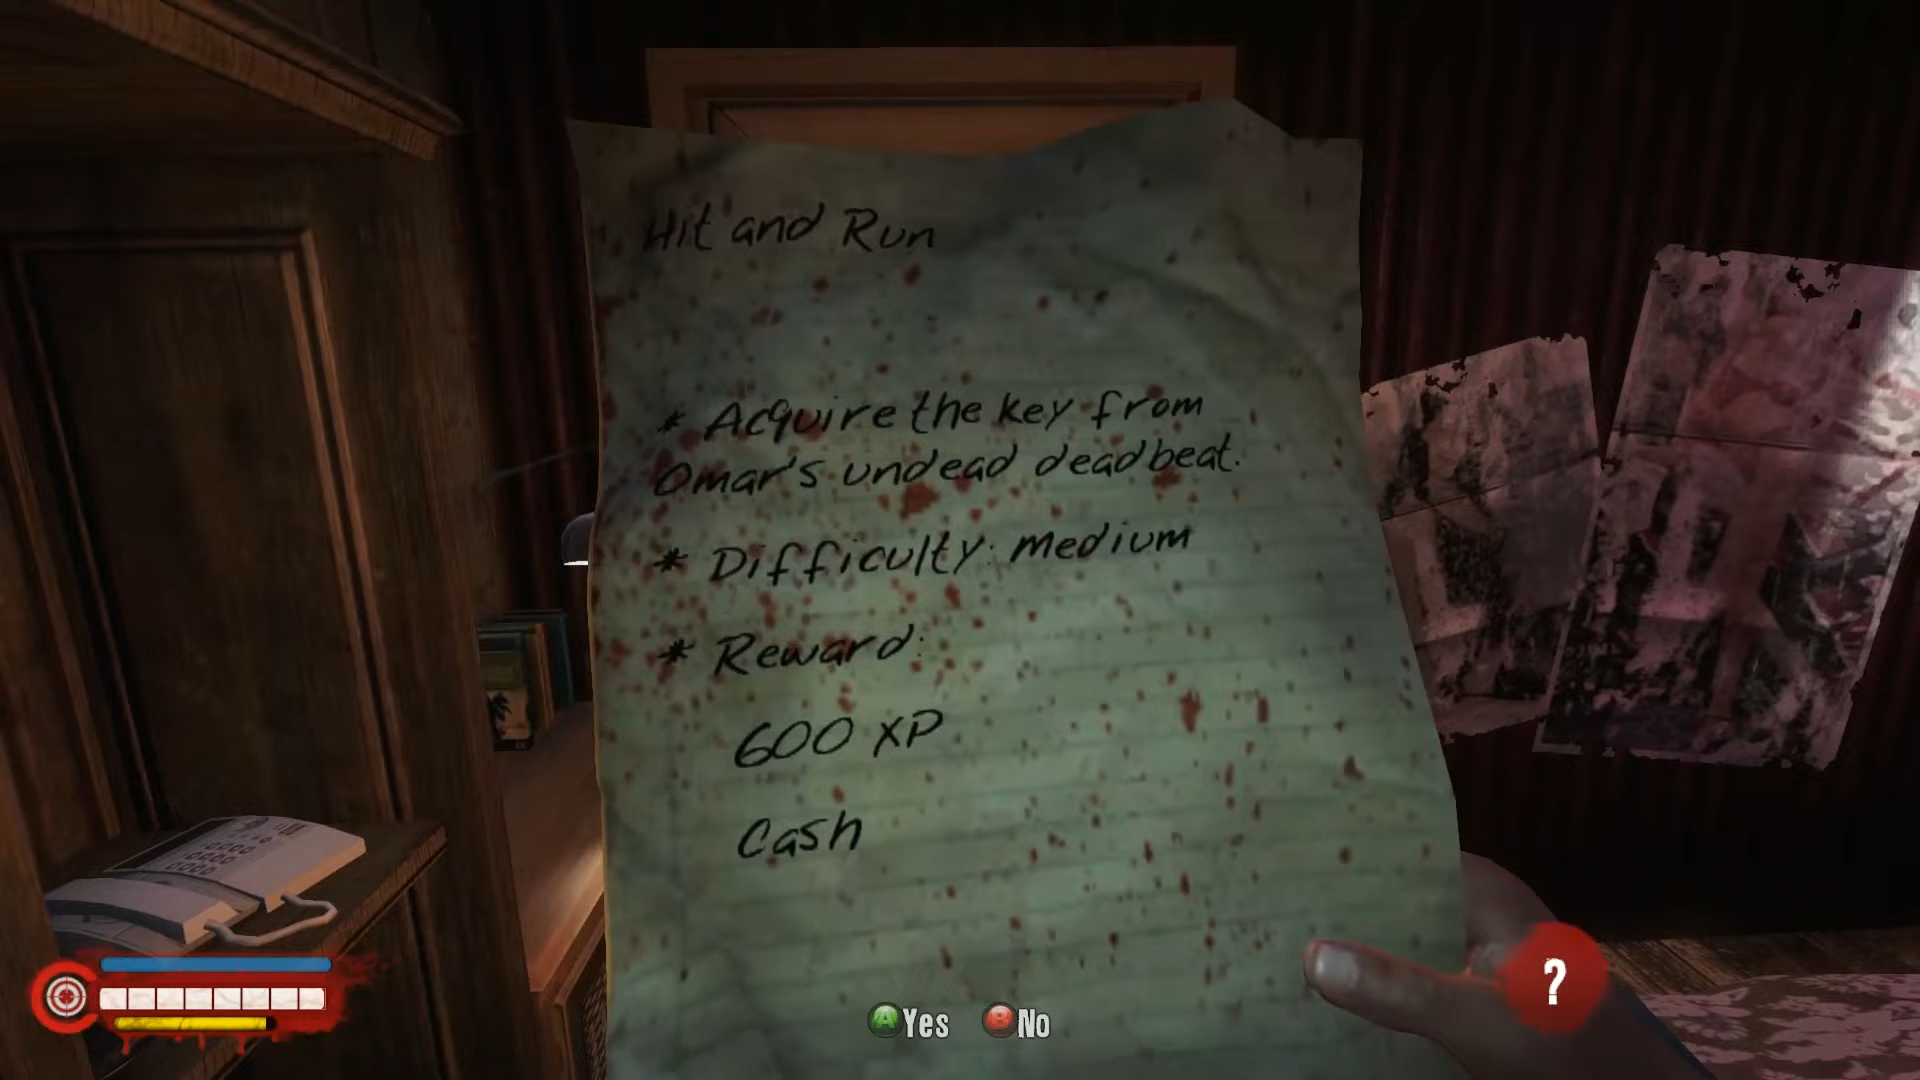 Hit and Run
* Acquire the key from
Omar's undead deadbeat.
* Difficulty: medium
* Reward:
600 XP
Cash
?
A Yes B No